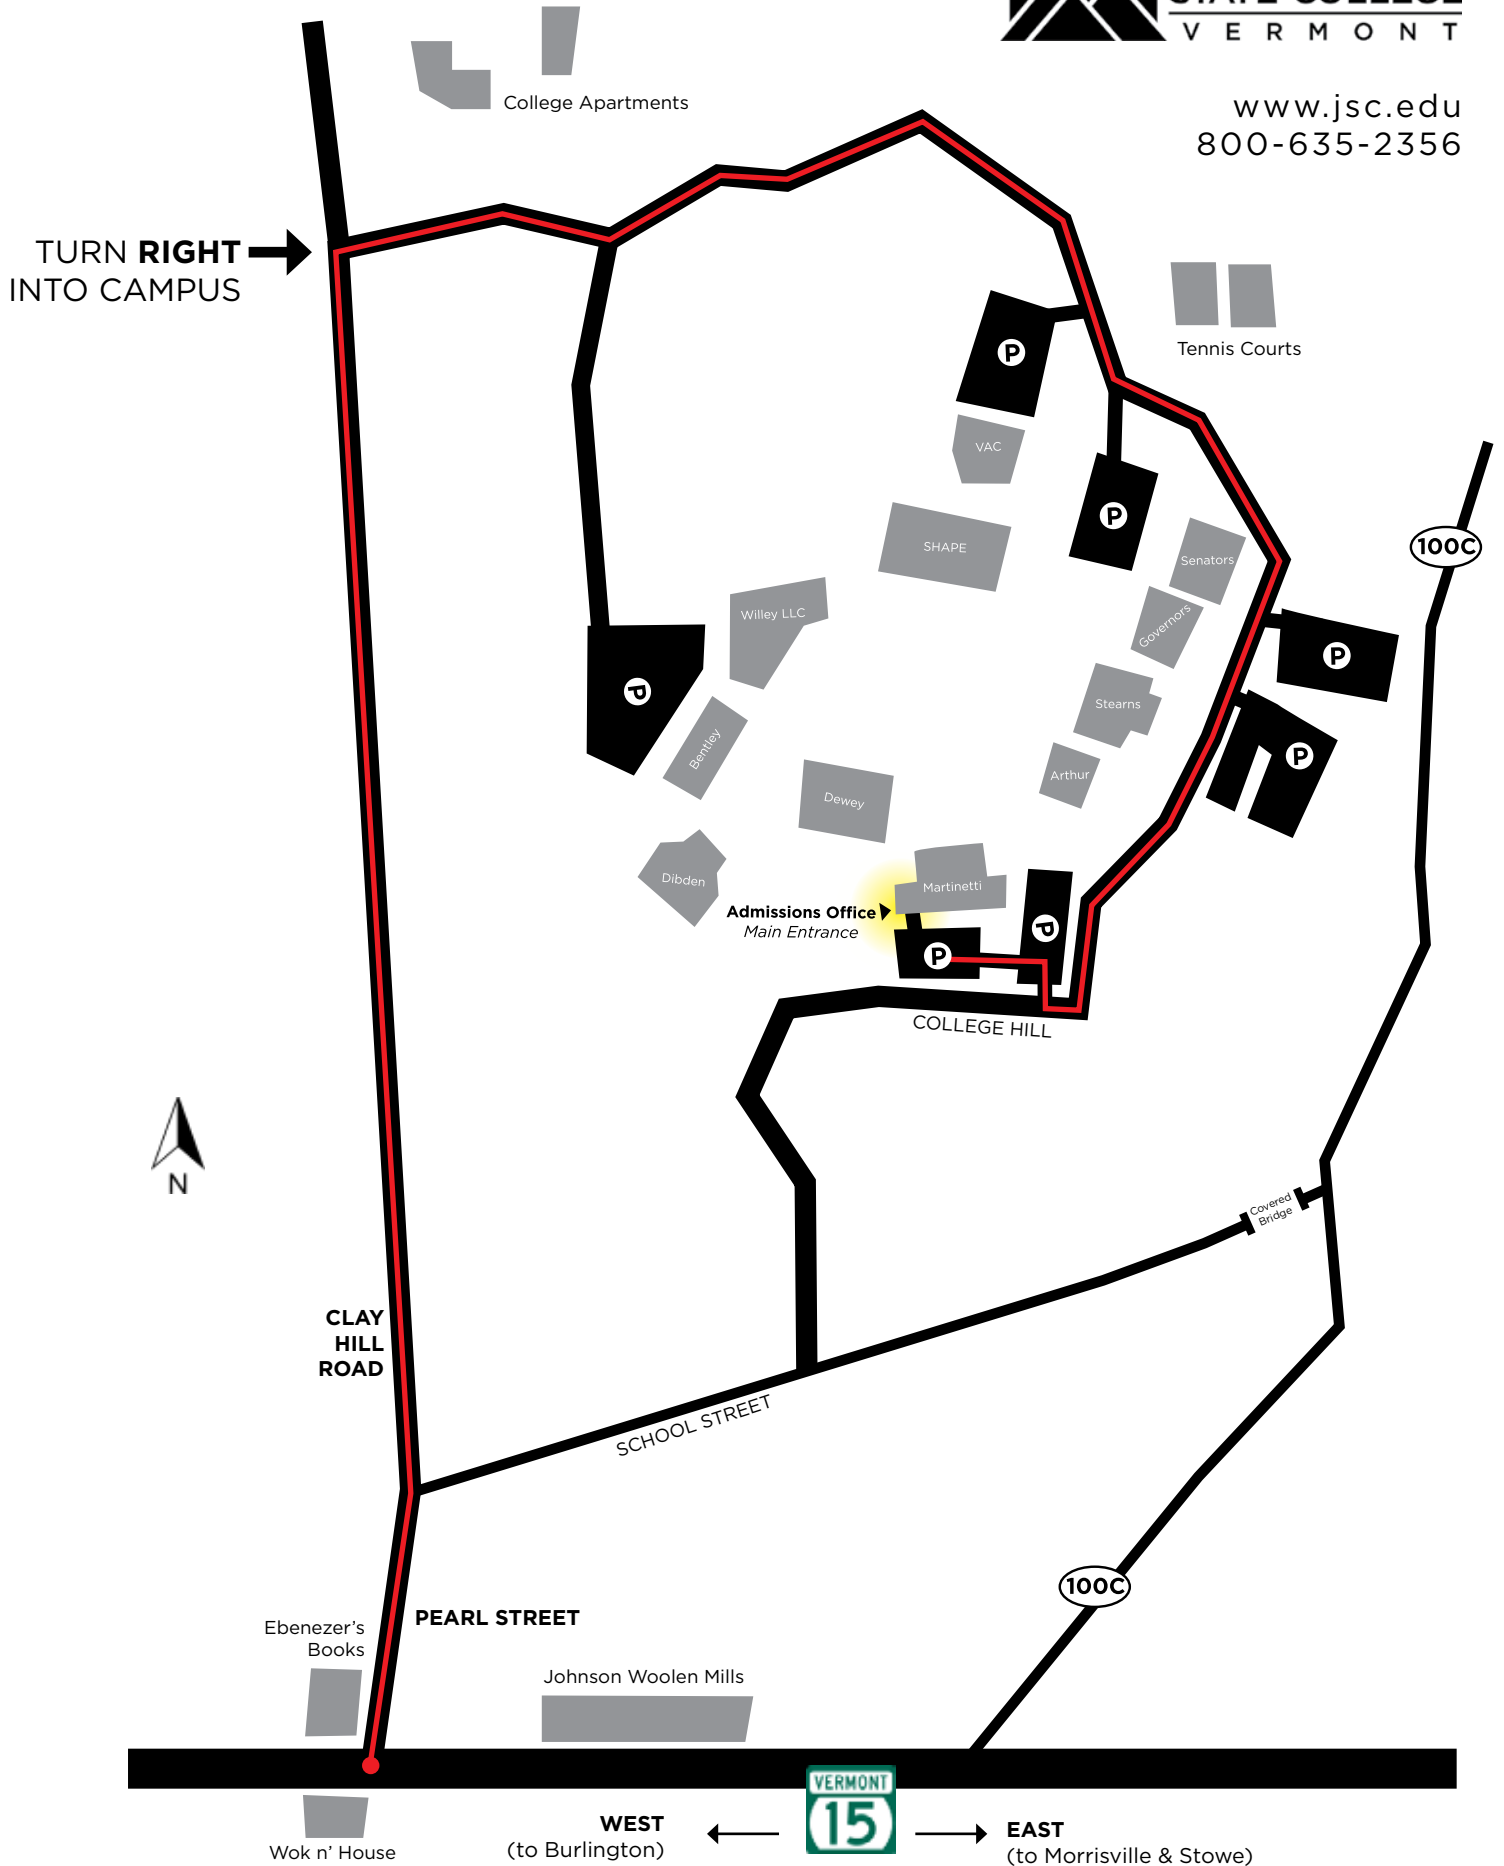 STATE COLLEGE
VERMONT
www.jsc.edu
800-635-2356
College Apartments
TURN RIGHT
INTO CAMPUS
Tennis Courts
P
VAC
P
100C
SHAPE
Senators
Governors
Willey LLC
P
P
Stearns
Bentley
P
Arthur
Dewey
Dibden
Martinetti
Admissions Office
Main Entrance
P
P
COLLEGE HILL
N
Covered
Bridge
CLAY
HILL
ROAD
SCHOOL STREET
100C
PEARL STREET
Ebenezer’s
Books
Johnson Woolen Mills
VERMONT
15
WEST
(to Burlington)
EAST
(to Morrisville & Stowe)
Wok n’ House